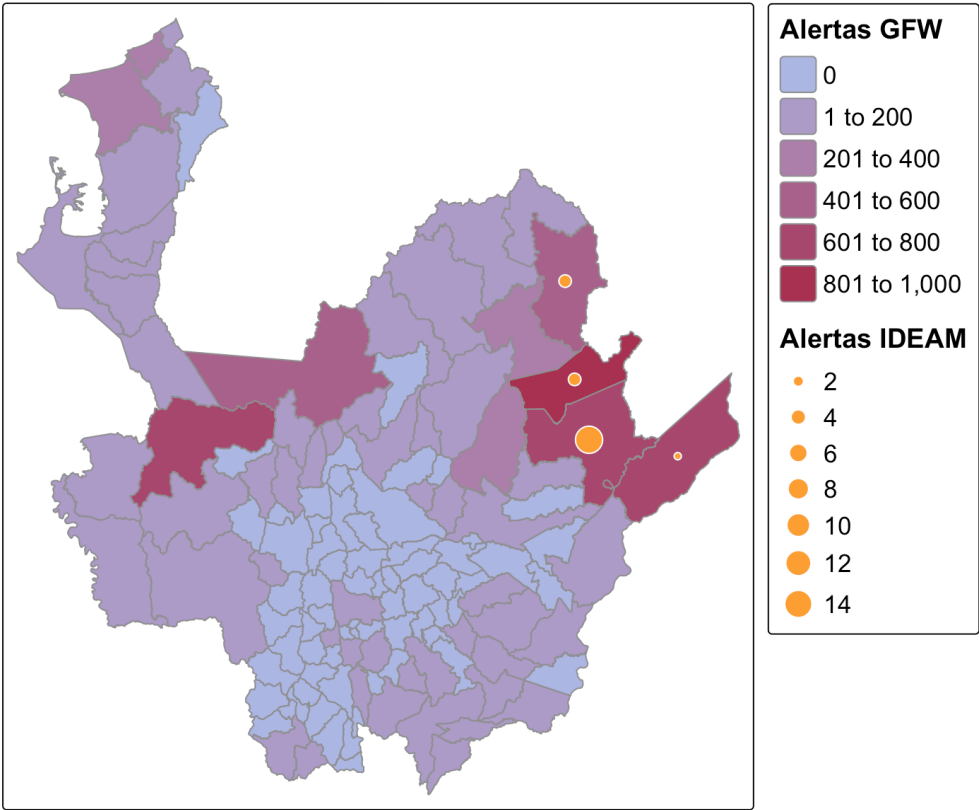 Alertas GFW
0
1 to 200
201 to 400
401 to 600
601 to 800
801 to 1,000
Alertas IDEAM
2
4
6
8
10
12
14